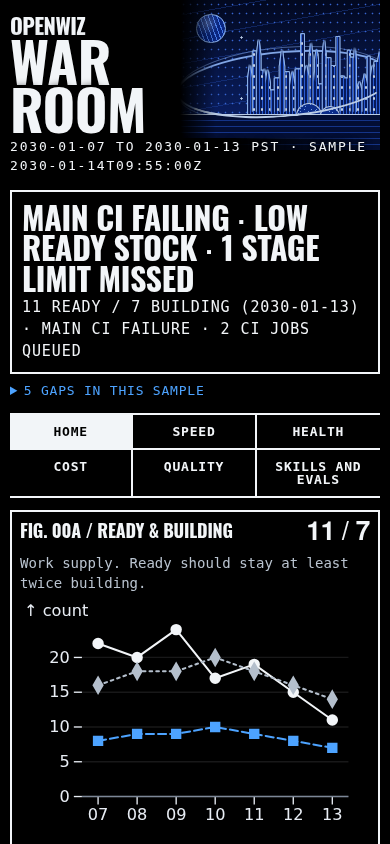 OPENWIZ
WAR
ROOM
2030-01-07 TO 2030-01-13 PST · SAMPLE
2030-01-14T09:55:00Z
MAIN CI FAILING · LOW
READY STOCK · 1 STAGE
LIMIT MISSED
11 READY / 7 BUILDING (2030-01-13)
· MAIN CI FAILURE · 2 CI JOBS
QUEUED
▶ 5 GAPS IN THIS SAMPLE
HOME SPEED HEALTH
COST QUALITY SKILLS AND
EVALS
FIG. 00A / READY & BUILDING 11 / 7
Work supply. Ready should stay at least
twice building.
↑ count
20
15
10
5
0
07 08 09 10 11 12 13